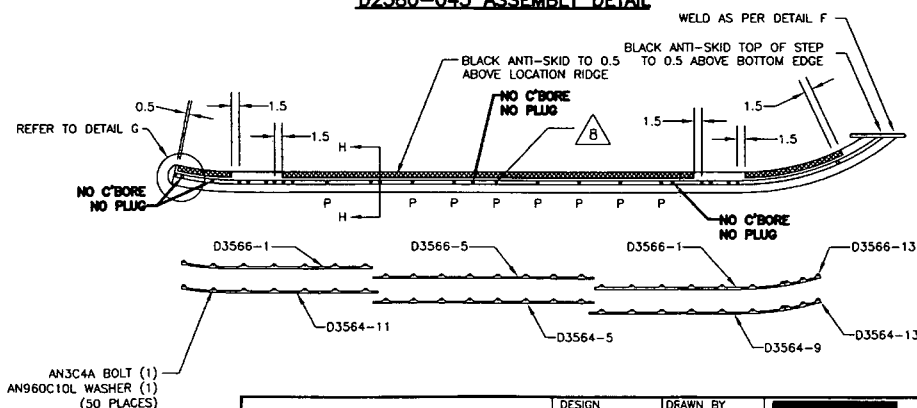 D2580-045 ASSEMBLY DETAIL
WELD AS PER DETAIL F
BLACK ANTI-SKID TO 0.5
ABOVE LOCATION RIDGE
BLACK ANTI-SKID TOP OF STEP
TO 0.5 ABOVE BOTTOM EDGE
NO C'BORE
NO PLUG
0.5
1.5
1.5
8
1.5
1.5
1.5
REFER TO DETAIL G
H
H
NO C'BORE
NO PLUG
P P P P P P P P
NO C'BORE
NO PLUG
D3566-1
D3566-5
D3566-1
D3566-13
D3564-11
D3564-5
D3564-9
D3564-13
AN3C4A BOLT (1)
AN960C10L WASHER (1)
(50 PLACES)
DESIGN
DRAWN BY